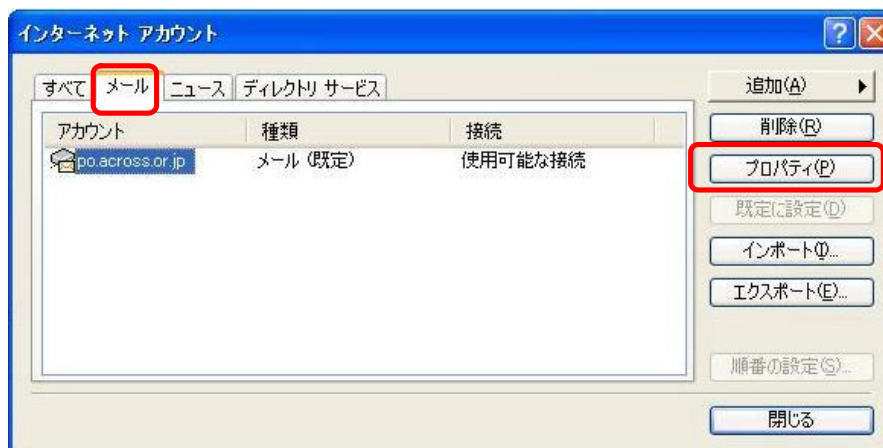 インターネット アカウント
すべて メール ニュース ディレクトリ サービス
アカウント 種類 接続
po.across.or.jp メール (既定) 使用可能な接続
追加(A)
削除(R)
プロパティ(P)
既定に設定(D)
インポート(I)...
エクスポート(E)...
順番の設定(S)...
閉じる